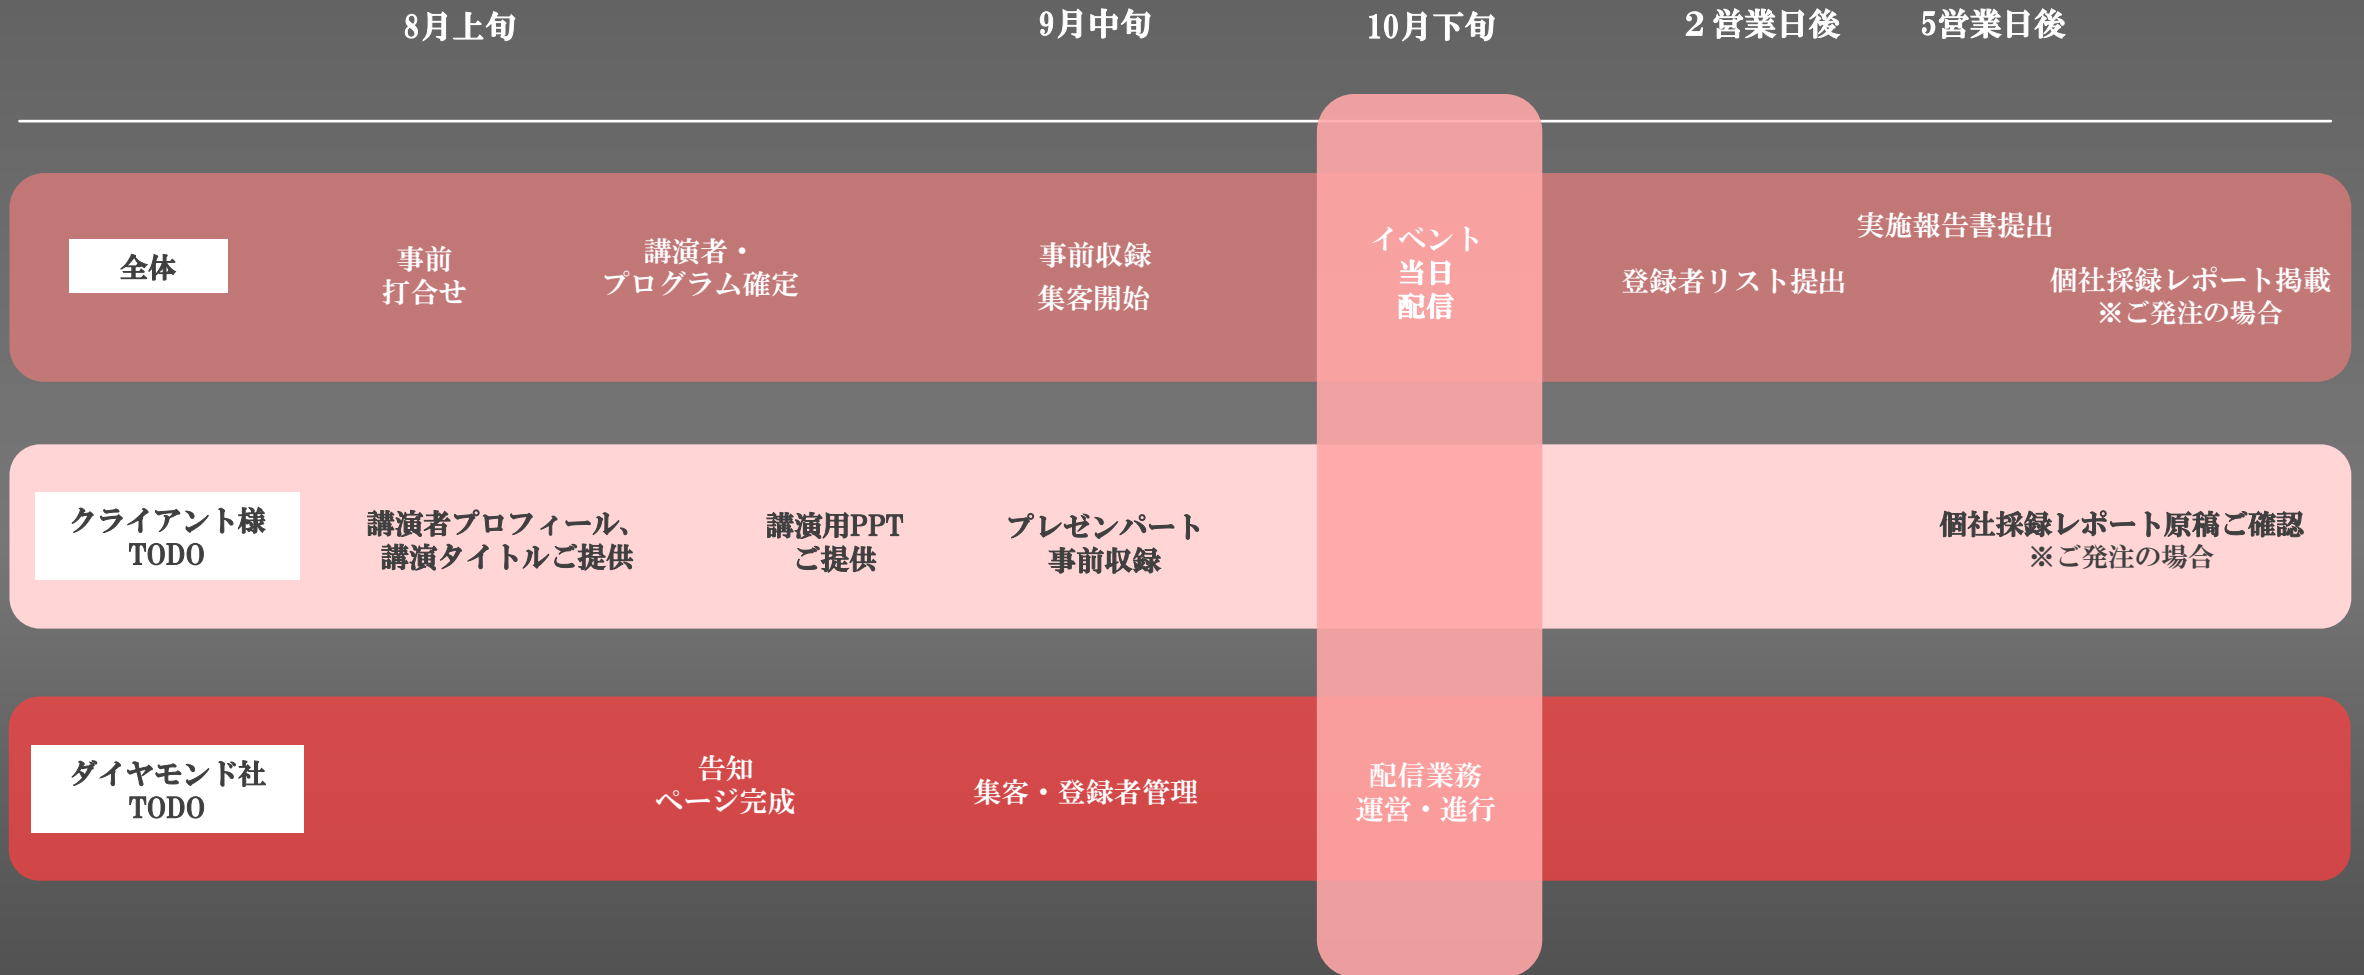 8月上旬
9月中旬
10月下旬
2 営業日後
5営業日後
全体
事前
打合せ
講演者・
プログラム確定
事前収録
集客開始
イベント
当日
配信
登録者リスト提出
実施報告書提出
個社採録レポート掲載
※ご発注の場合
クライアント様
TODO
講演者プロフィール、
講演タイトルご提供
講演用PPT
ご提供
プレゼンパート
事前収録
個社採録レポート原稿ご確認
※ご発注の場合
ダイヤモンド社
TODO
告知
ページ完成
集客・登録者管理
配信業務
運営・進行